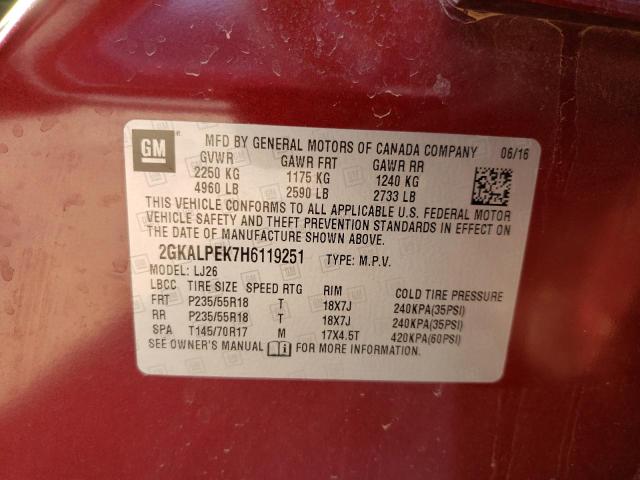 GM MFD BY GENERAL MOTORS OF CANADA COMPANY 06/16
GVWR GAWR FRT GAWR RR
2250 KG 1175 KG 1240 KG
4960 LB 2590 LB 2733 LB
THIS VEHICLE CONFORMS TO ALL APPLICABLE U.S. FEDERAL MOTOR
VEHICLE SAFETY AND THEFT PREVENTION STANDARDS IN EFFECT ON
THE DATE OF MANUFACTURE SHOWN ABOVE.
2GKALPEK7H6119251 TYPE: M.P.V.
MODEL: LJ26
LBCC TIRE SIZE SPEED RTG RIM COLD TIRE PRESSURE
FRT P235/55R18 T 18X7J 240KPA(35PSI)
RR P235/55R18 T 18X7J 240KPA(35PSI)
SPA T145/70R17 M 17X4.5T 420KPA(60PSI)
SEE OWNER'S MANUAL FOR MORE INFORMATION.